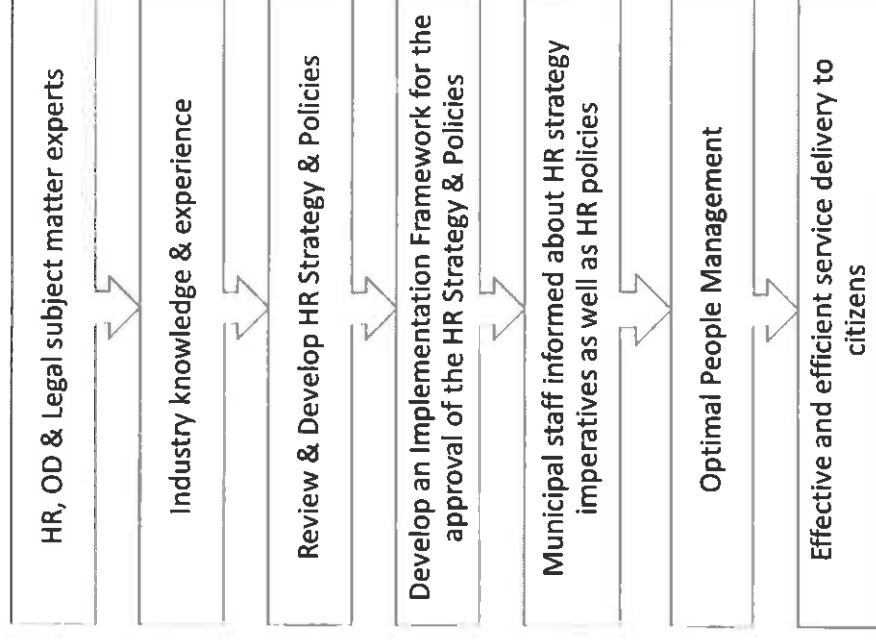 HR, OD & Legal subject matter experts
Industry knowledge & experience
Review & Develop HR Strategy & Policies
Develop an Implementation Framework for the
approval of the HR Strategy & Policies
Municipal staff informed about HR strategy
imperatives as well as HR policies
Optimal People Management
Effective and efficient service delivery to
citizens